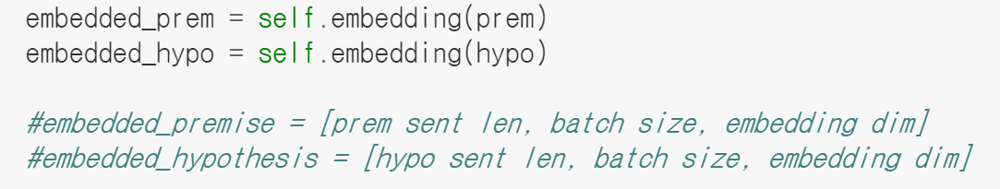 embedded_prem = self.embedding(prem)
embedded_hypo = self.embedding(hypo)
#embedded_premise = [prem sent len, batch size, embedding dim]
#embedded_hypothesis = [hypo sent len, batch size, embedding dim]